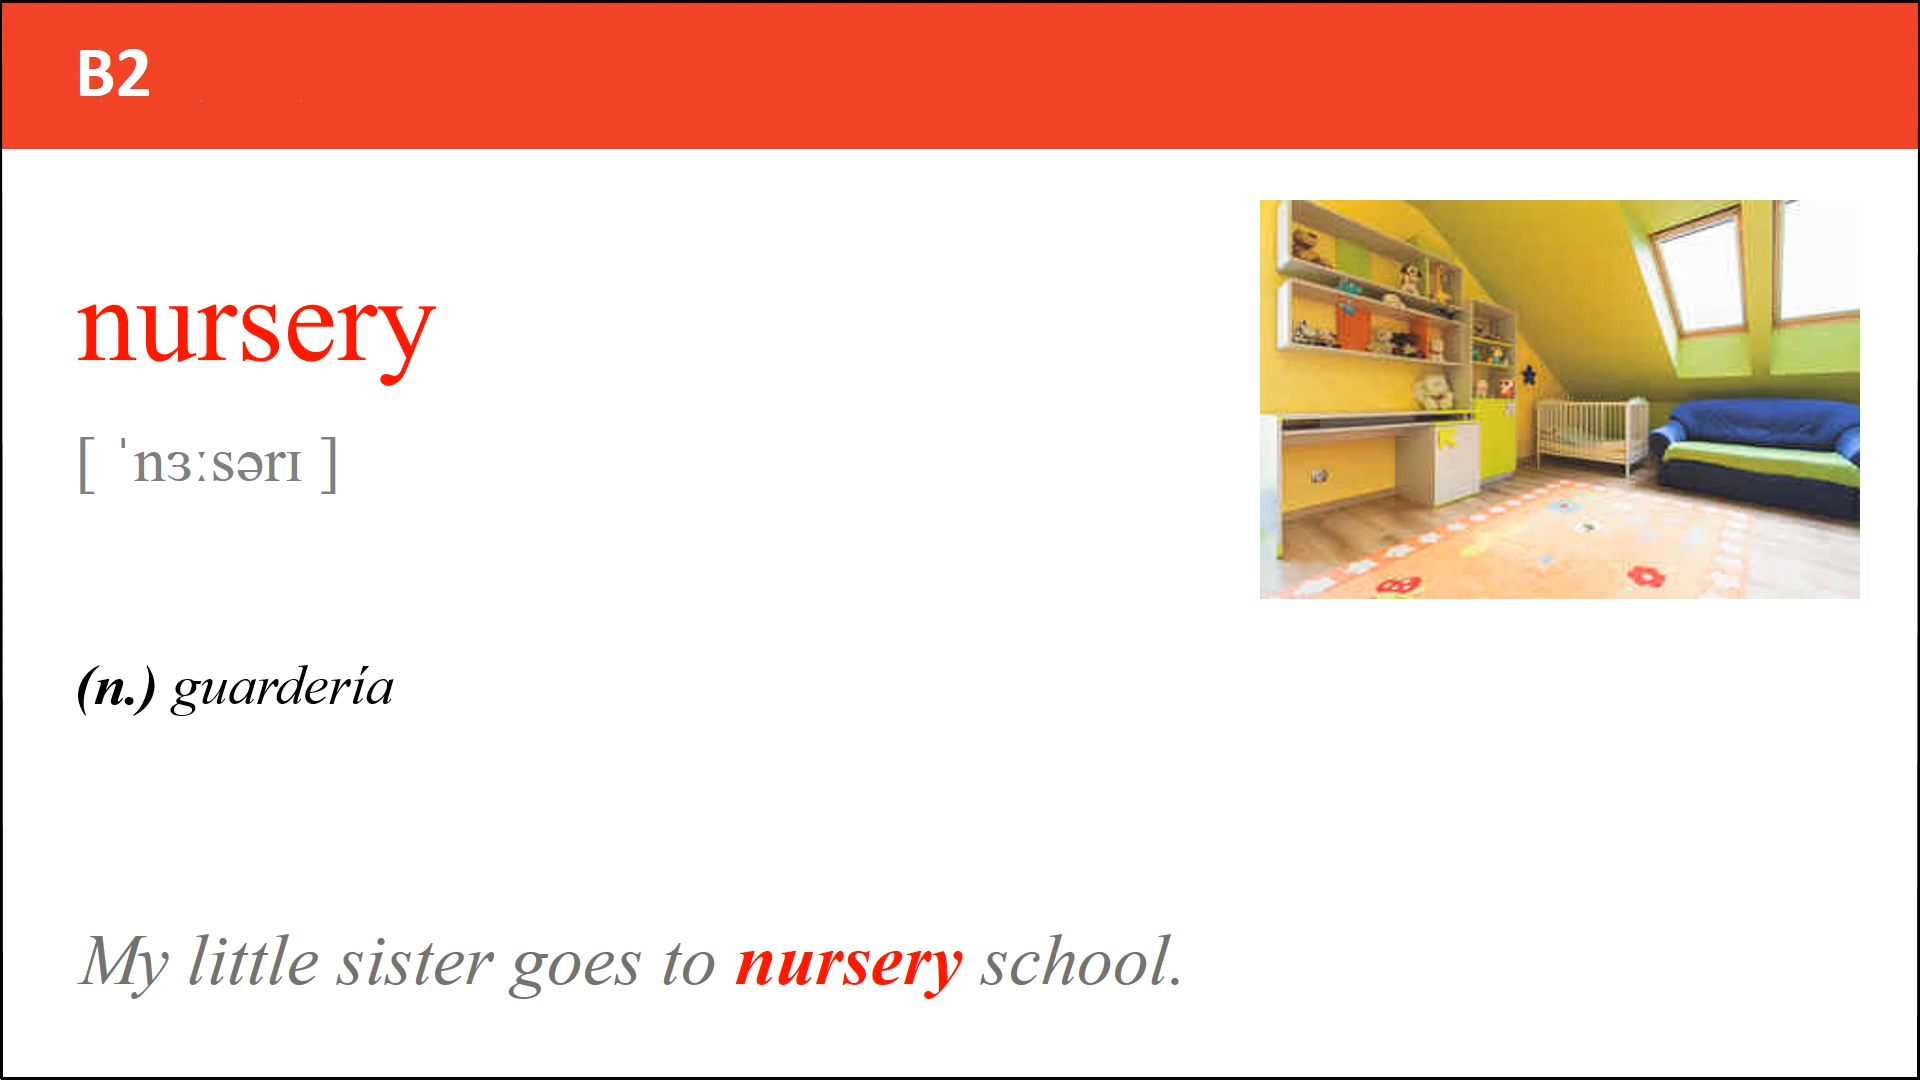 B2
nursery
[ ˈnɜːsərɪ ]
(n.) guardería
My little sister goes to nursery school.